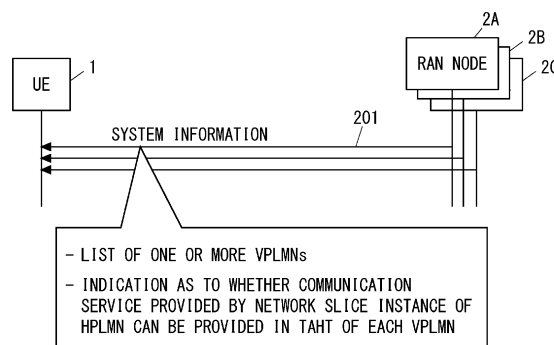 2A
2B
2C
RAN NODE
1
UE
201
SYSTEM INFORMATION
- LIST OF ONE OR MORE VPLMNs
- INDICATION AS TO WHETHER COMMUNICATION
SERVICE PROVIDED BY NETWORK SLICE INSTANCE OF
HPLMN CAN BE PROVIDED IN TAHT OF EACH VPLMN